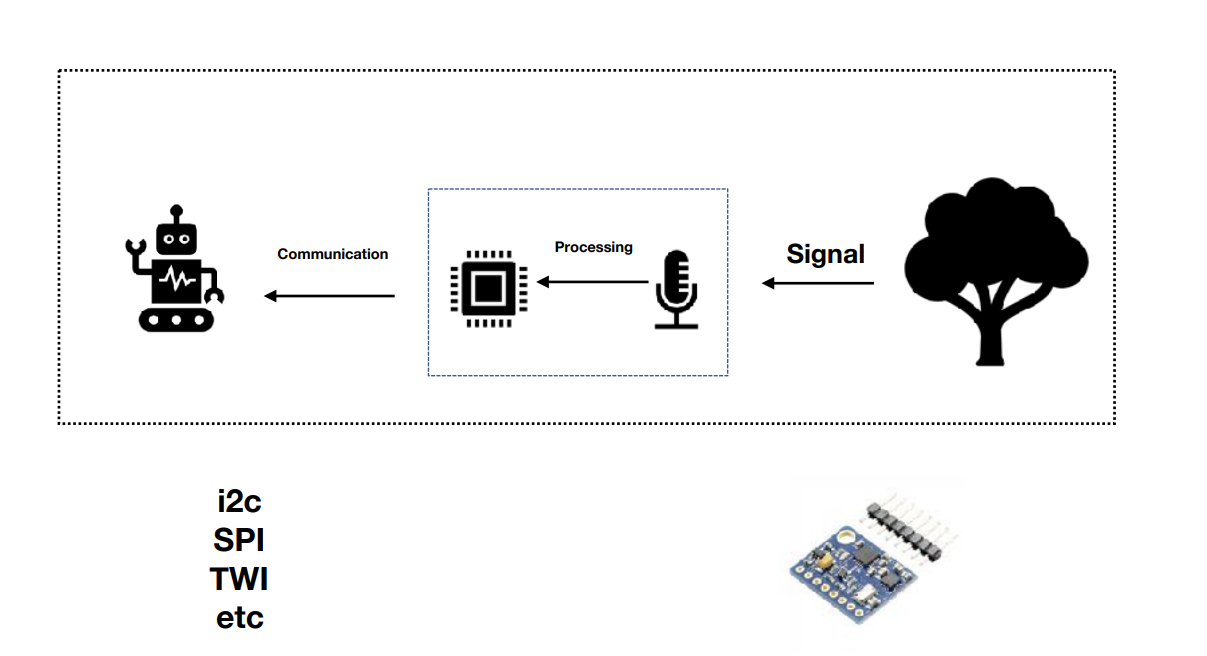 Communication
Processing
Signal
i2c
SPI
TWI
etc